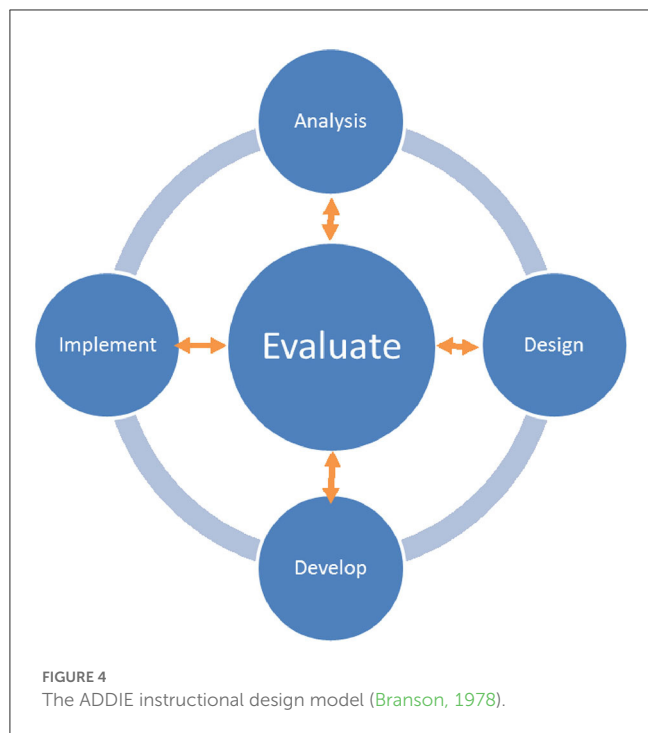 Analysis
Implement
Evaluate
Design
Develop
FIGURE 4
The ADDIE instructional design model (Branson, 1978).